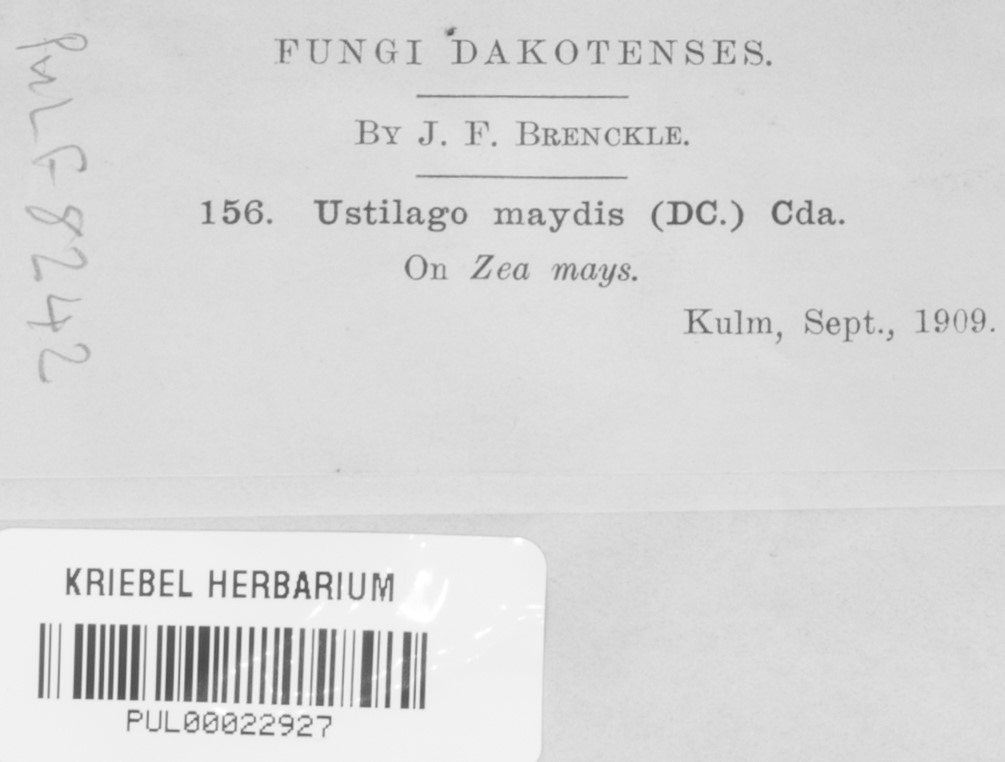 FUNGI DAKOTENSES.
BY J. F. BRENCKLE.
156. Ustilago maydis (DC.) Cda.
On Zea mays.
Kulm, Sept., 1909.
PUL F 8242
KRIEBEL HERBARIUM
PUL00022927